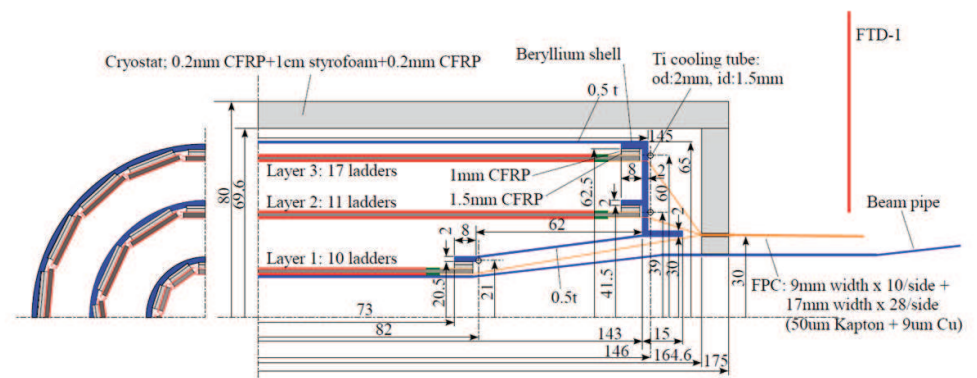 FTD-1
Beryllium shell
Ti cooling tube:
od:2mm, id:1.5mm
Cryostat; 0.2mm CFRP+1cm styrofoam+0.2mm CFRP
0.5 t
145
Layer 3: 17 ladders
1mm CFRP
1.5mm CFRP
62.5
8
2
60
65
80
69.6
Layer 2: 11 ladders
2
2
Beam pipe
62
8
2
Layer 1: 10 ladders
20.5
21
0.5t
41.5
39
30
30
FPC: 9mm width x 10/side +
17mm width x 28/side
(50um Kapton + 9um Cu)
73
82
143
15
146
164.6
175